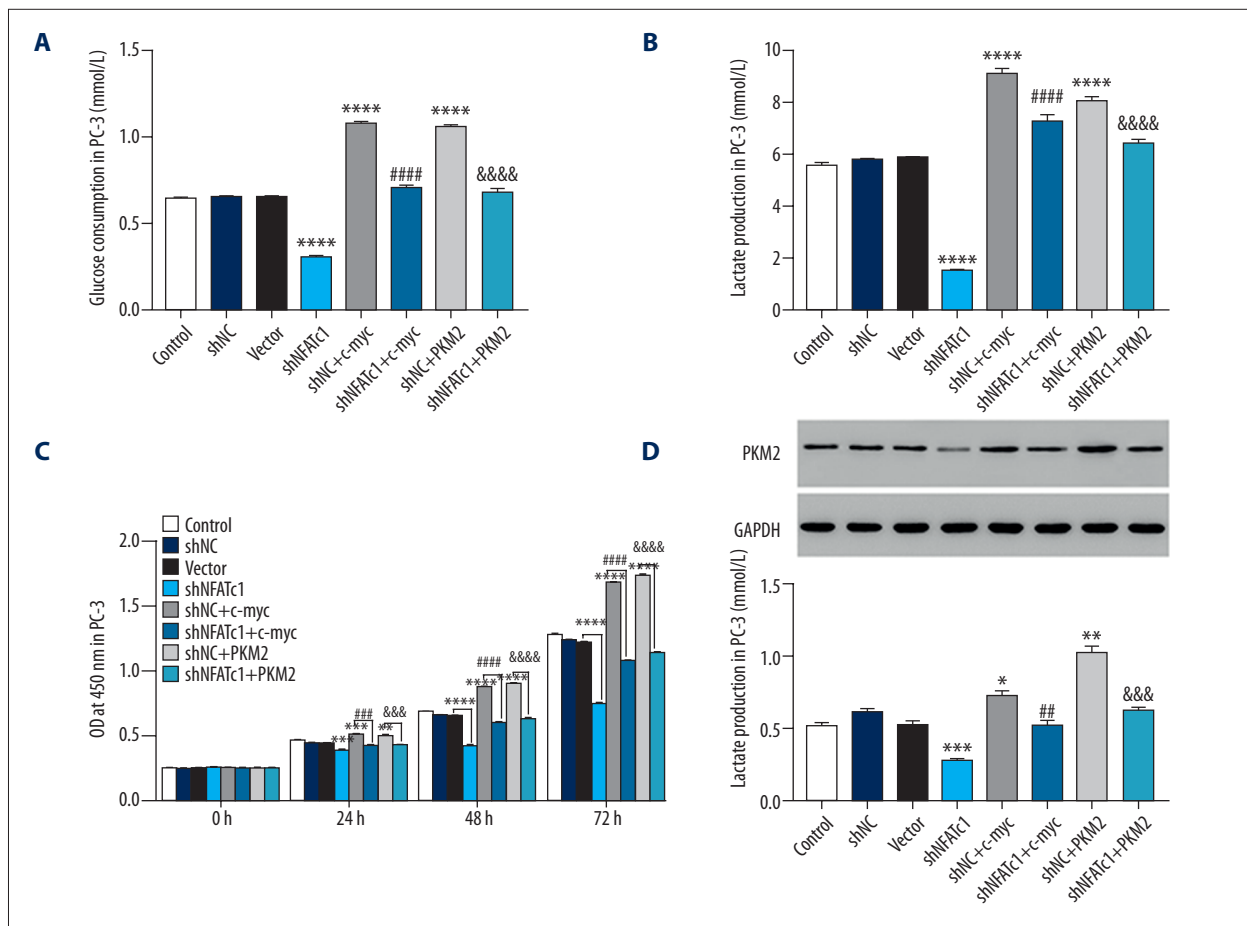 A
Glucose consumption in PC-3 (mmol/L)
1.5
1.0
0.5
0.0
****
****
####
****
&&&&
Control
shNC
Vector
shNFATc1
shNC+c-myc
shNFATc1+c-myc
shNC+PKM2
shNFATc1+PKM2
B
Lactate production in PC-3 (mmol/L)
10
8
6
4
2
0
****
****
####
****
&&&&
Control
shNC
Vector
shNFATc1
shNC+c-myc
shNFATc1+c-myc
shNC+PKM2
shNFATc1+PKM2
C
Control
shNC
Vector
shNFATc1
shNC+c-myc
shNFATc1+c-myc
shNC+PKM2
shNFATc1+PKM2
OD at 450 nm in PC-3
2.0
1.5
1.0
0.5
0.0
***
***
###
**
&&&
****
****
####
****
&&&&
****
****
####
****
&&&&
0 h
24 h
48 h
72 h
D
PKM2
GAPDH
Lactate production in PC-3 (mmol/L)
1.5
1.0
0.5
0.0
***
*
##
**
&&&
Control
shNC
Vector
shNFATc1
shNC+c-myc
shNFATc1+c-myc
shNC+PKM2
shNFATc1+PKM2